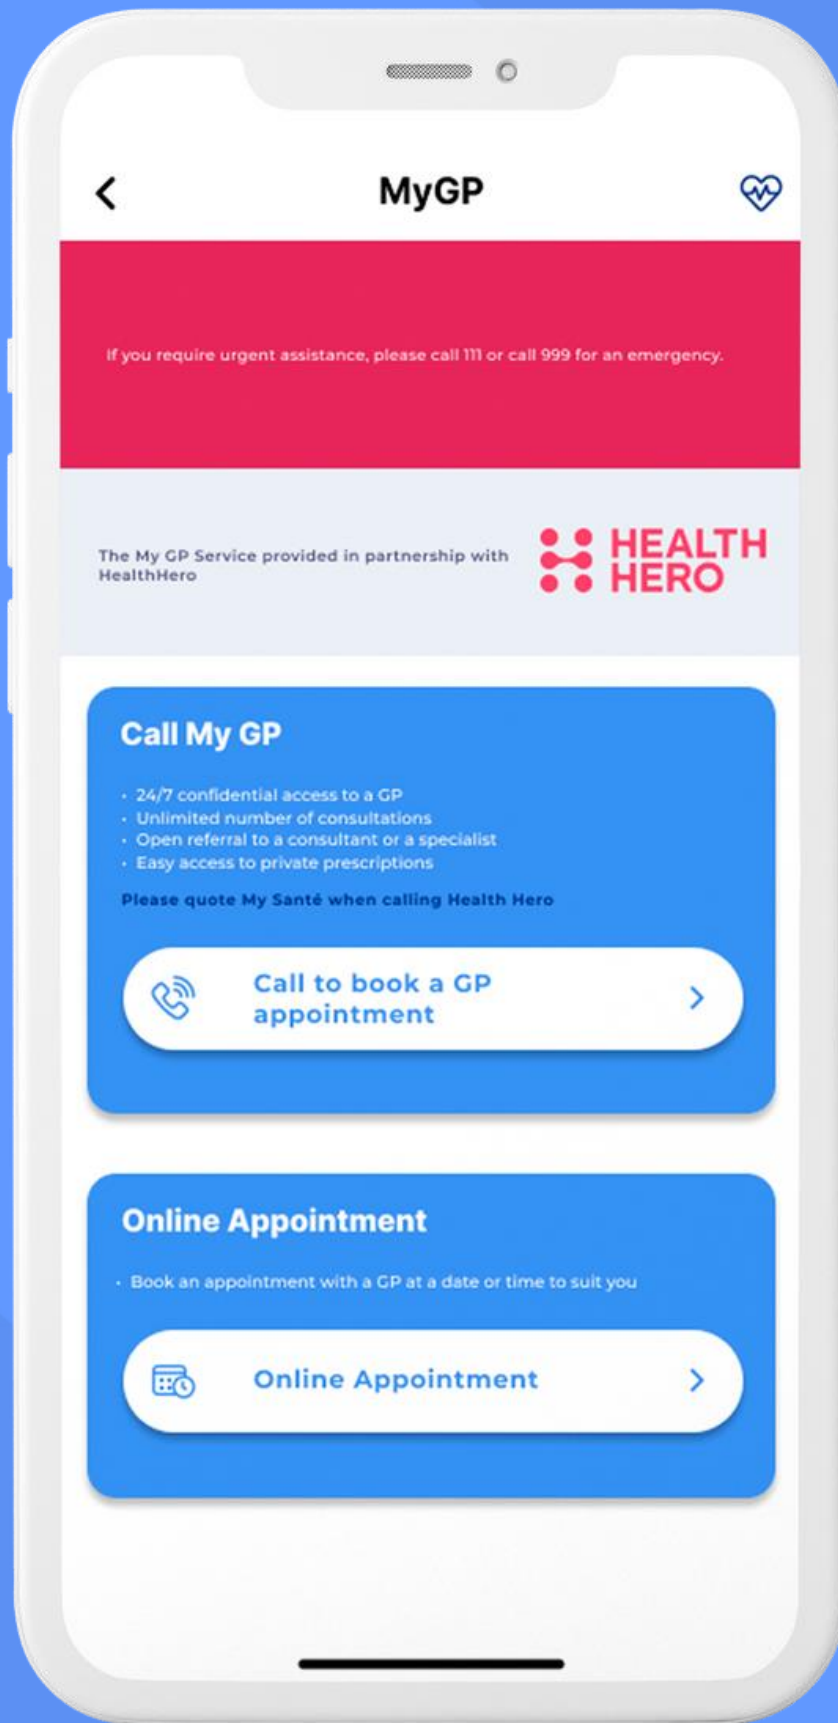 MyGP
If you require urgent assistance, please call 111 or call 999 for an emergency.
The My GP Service provided in partnership with
HealthHero
HEALTH
HERO
Call My GP
• 24/7 confidential access to a GP
• Unlimited number of consultations
• Open referral to a consultant or a specialist
• Easy access to private prescriptions
Please quote My Santé when calling Health Hero
Call to book a GP
appointment
Online Appointment
• Book an appointment with a GP at a date or time to suit you
Online Appointment